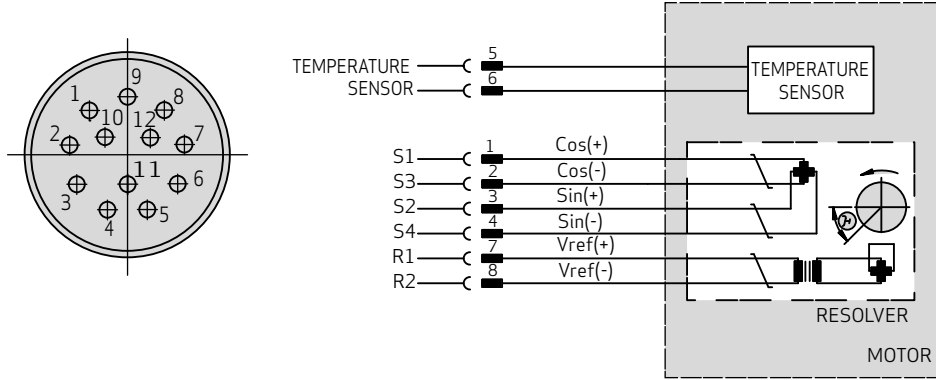 9
1
8
10
12
2
7
11
3
6
4
5
TEMPERATURE 5
SENSOR 6
TEMPERATURE
SENSOR
S1 1 Cos(+)
S3 2 Cos(-)
S2 3 Sin(+)
S4 4 Sin(-)
R1 7 Vref(+)
R2 8 Vref(-)
RESOLVER
MOTOR